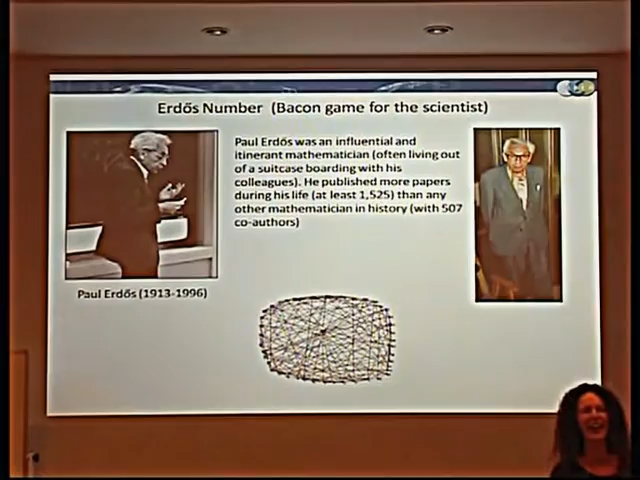 Erdős Number (Bacon game for the scientist)
Paul Erdős was an influential and
itinerant mathematician (often living out
of a suitcase boarding with his
colleagues). He published more papers
during his life (at least 1,525) than any
other mathematician in history (with 507
co-authors)
Paul Erdős (1913-1996)